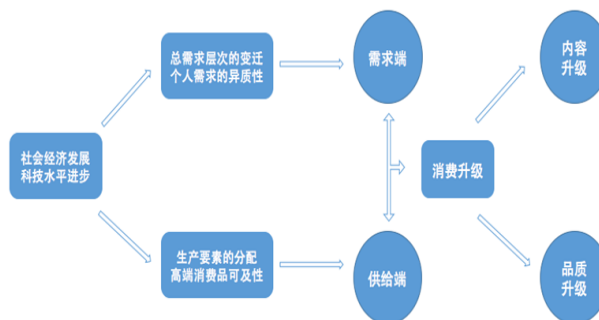 社会经济发展
科技水平进步
总需求层次的变迁
个人需求的异质性
生产要素的分配
高端消费品可及性
需求端
供给端
消费升级
内容
升级
品质
升级